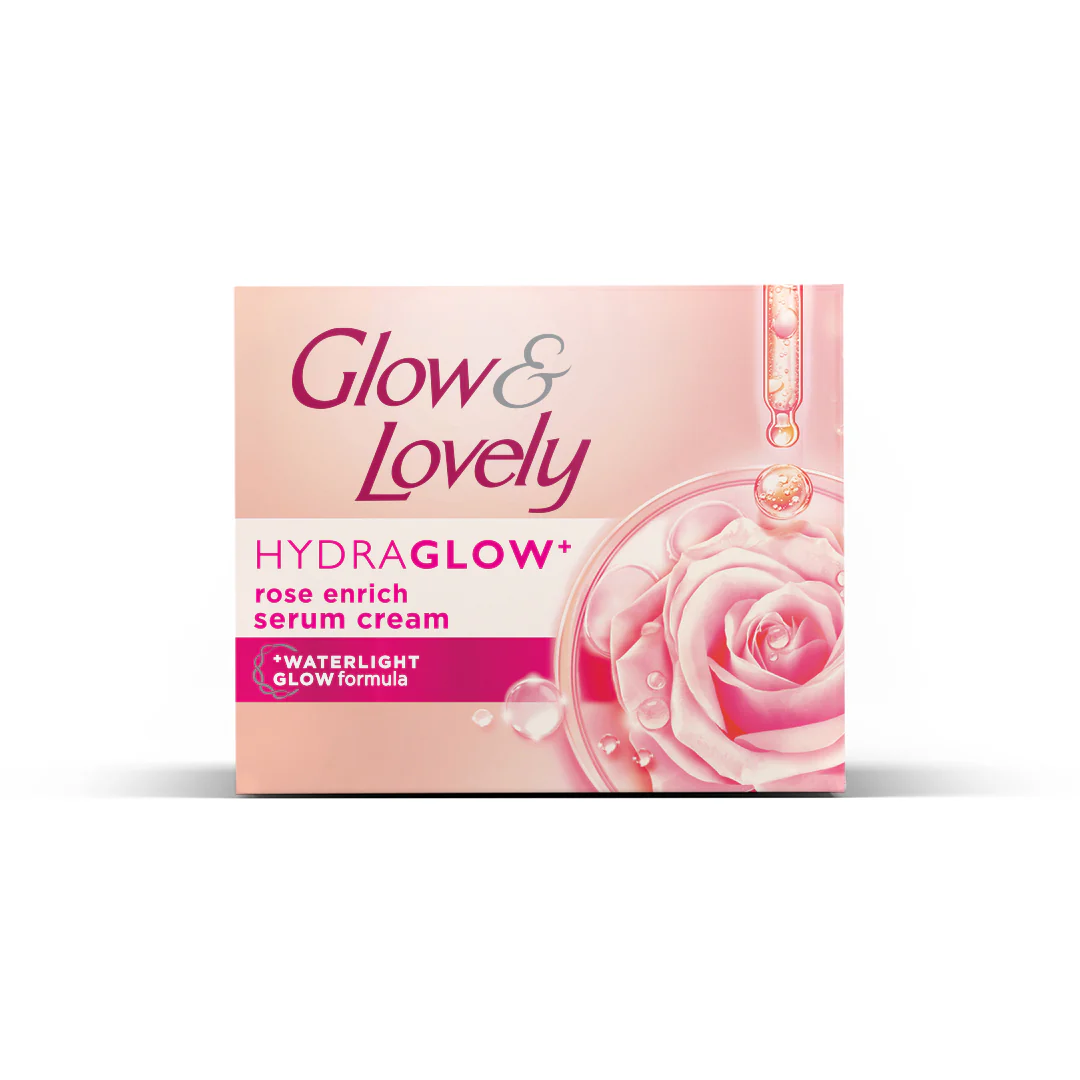 Glow &
Lovely
HYDRAGLOW+
rose enrich
serum cream
+WATERLIGHT
GLOW formula